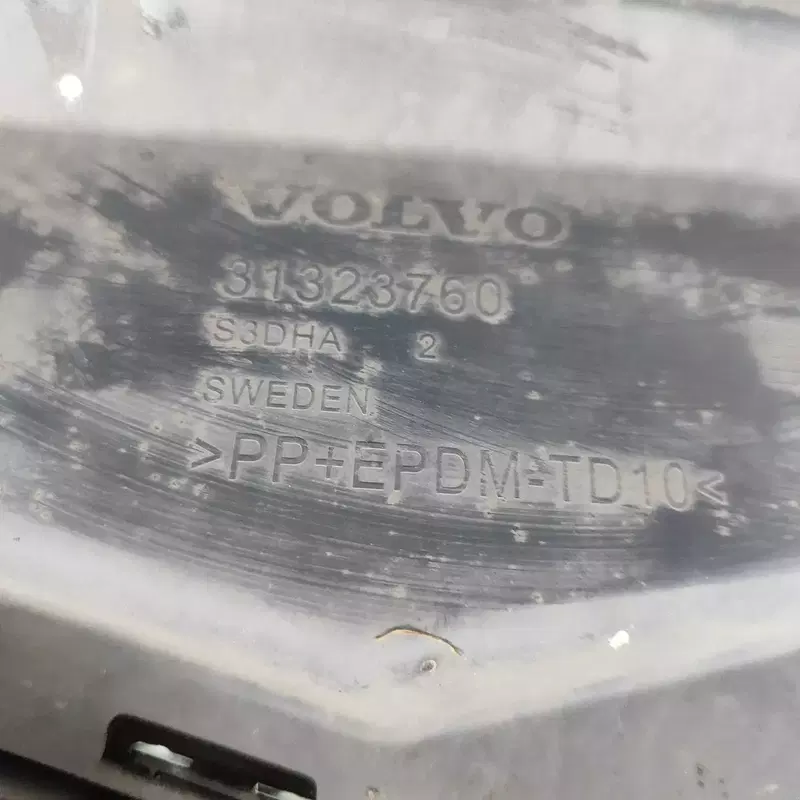 VOLVO
31323760
S3DHA 2
SWEDEN
>PP+EPDM-TD10<